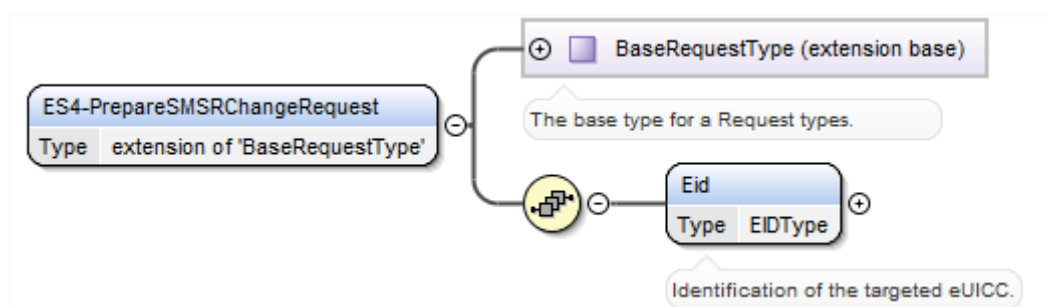 BaseRequestType (extension base)
The base type for a Request types.
ES4-PrepareSMSRChangeRequest
Type extension of 'BaseRequestType'
Eid
Type EIDType
Identification of the targeted eUICC.